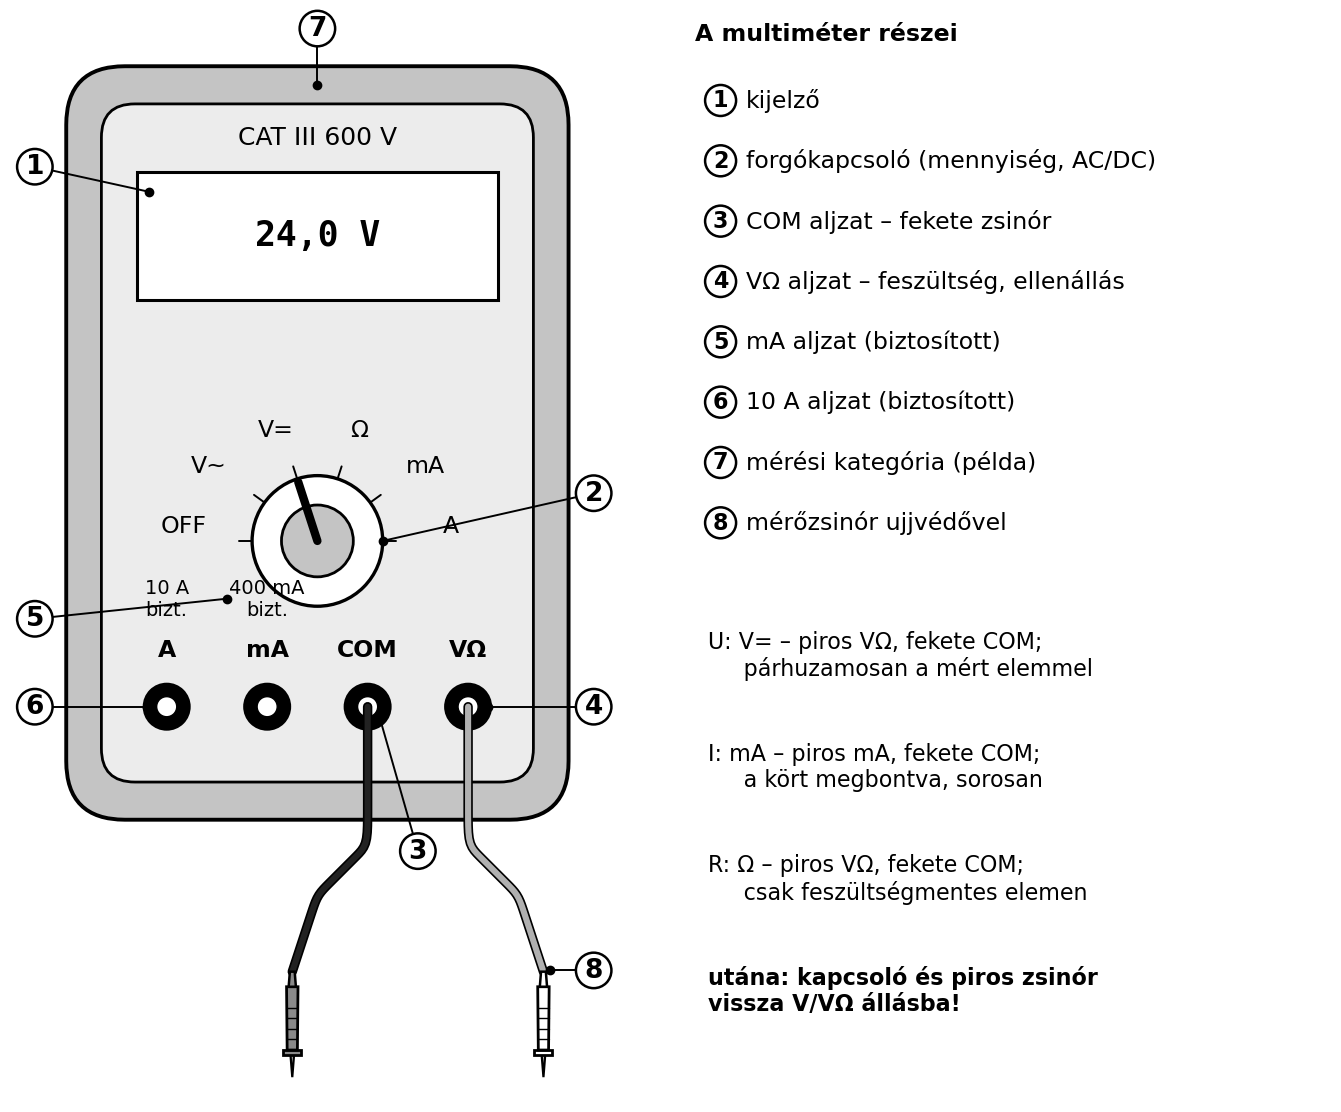 7
CAT III 600 V
1
24,0 V
V=
Ω
V~
mA
2
OFF
A
10 A
bizt.
400 mA
bizt.
5
A
mA
COM
VΩ
6
4
3
8
A multiméter részei
1 kijelző
2 forgókapcsoló (mennyiség, AC/DC)
3 COM aljzat – fekete zsinór
4 VΩ aljzat – feszültség, ellenállás
5 mA aljzat (biztosított)
6 10 A aljzat (biztosított)
7 mérési kategória (példa)
8 mérőzsinór ujjvédővel
U: V= – piros VΩ, fekete COM;
párhuzamosan a mért elemmel
I: mA – piros mA, fekete COM;
a kört megbontva, sorosan
R: Ω – piros VΩ, fekete COM;
csak feszültségmentes elemen
utána: kapcsoló és piros zsinór
vissza V/VΩ állásba!